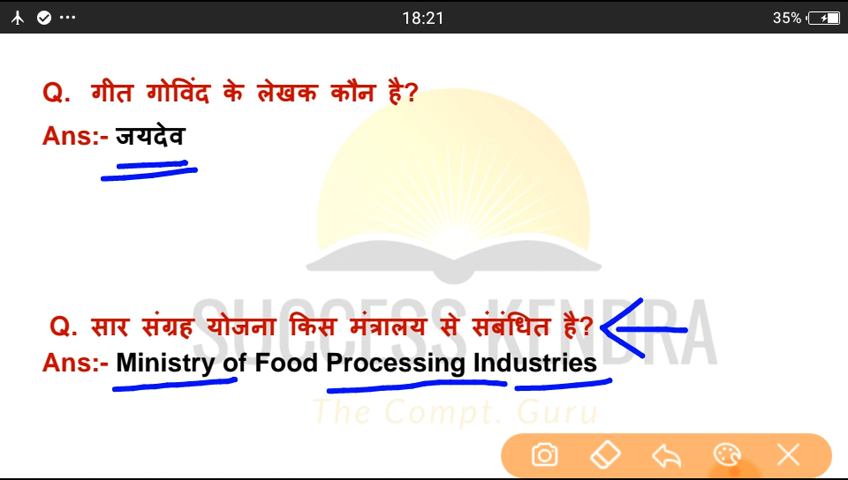 18:21
35%
Q. गीत गोविंद के लेखक कौन है?
Ans:- जयदेव
SUCCESS KENDRA
Q. सार संग्रह योजना किस मंत्रालय से संबंधित है?
Ans:- Ministry of Food Processing Industries
The Compt. Guru